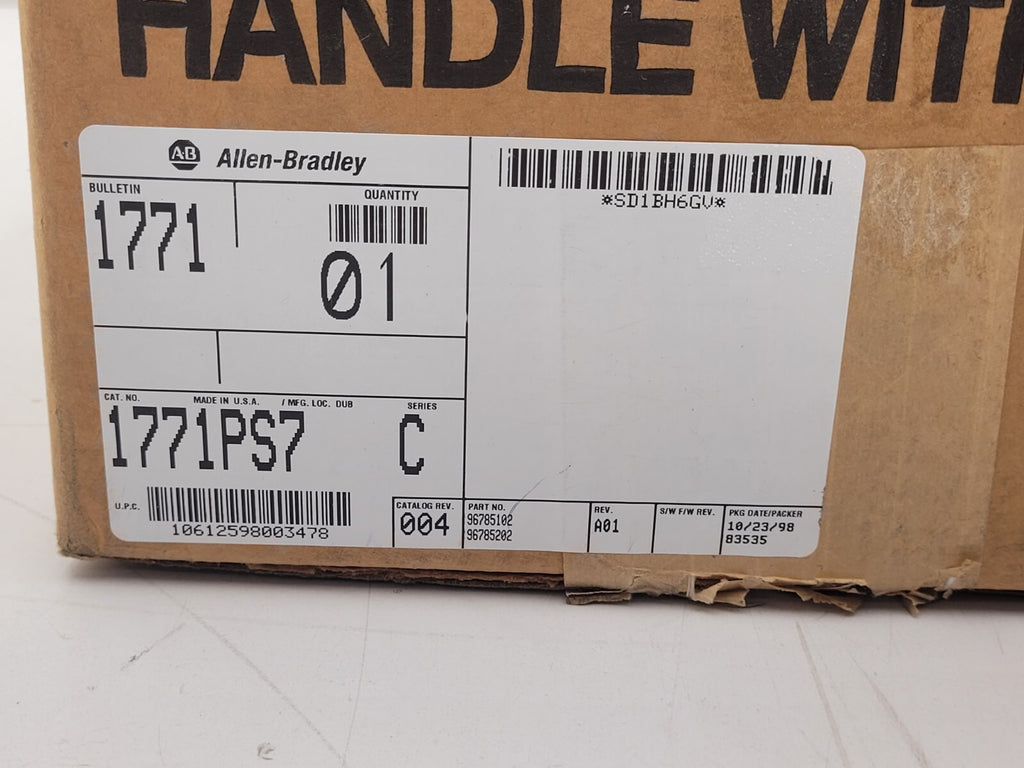 HANDLE WITH
AB Allen-Bradley
BULLETIN
1771
QUANTITY
01
*SD1BH6GV*
CAT. NO. MADE IN U.S.A. / MFG. LOC. DUB SERIES
1771PS7 C
U.P.C.
10612598003478
CATALOG REV.
004
PART NO.
96785102
96785202
REV.
A01
S/W F/W REV.
PKG DATE/PACKER
10/23/98
83535